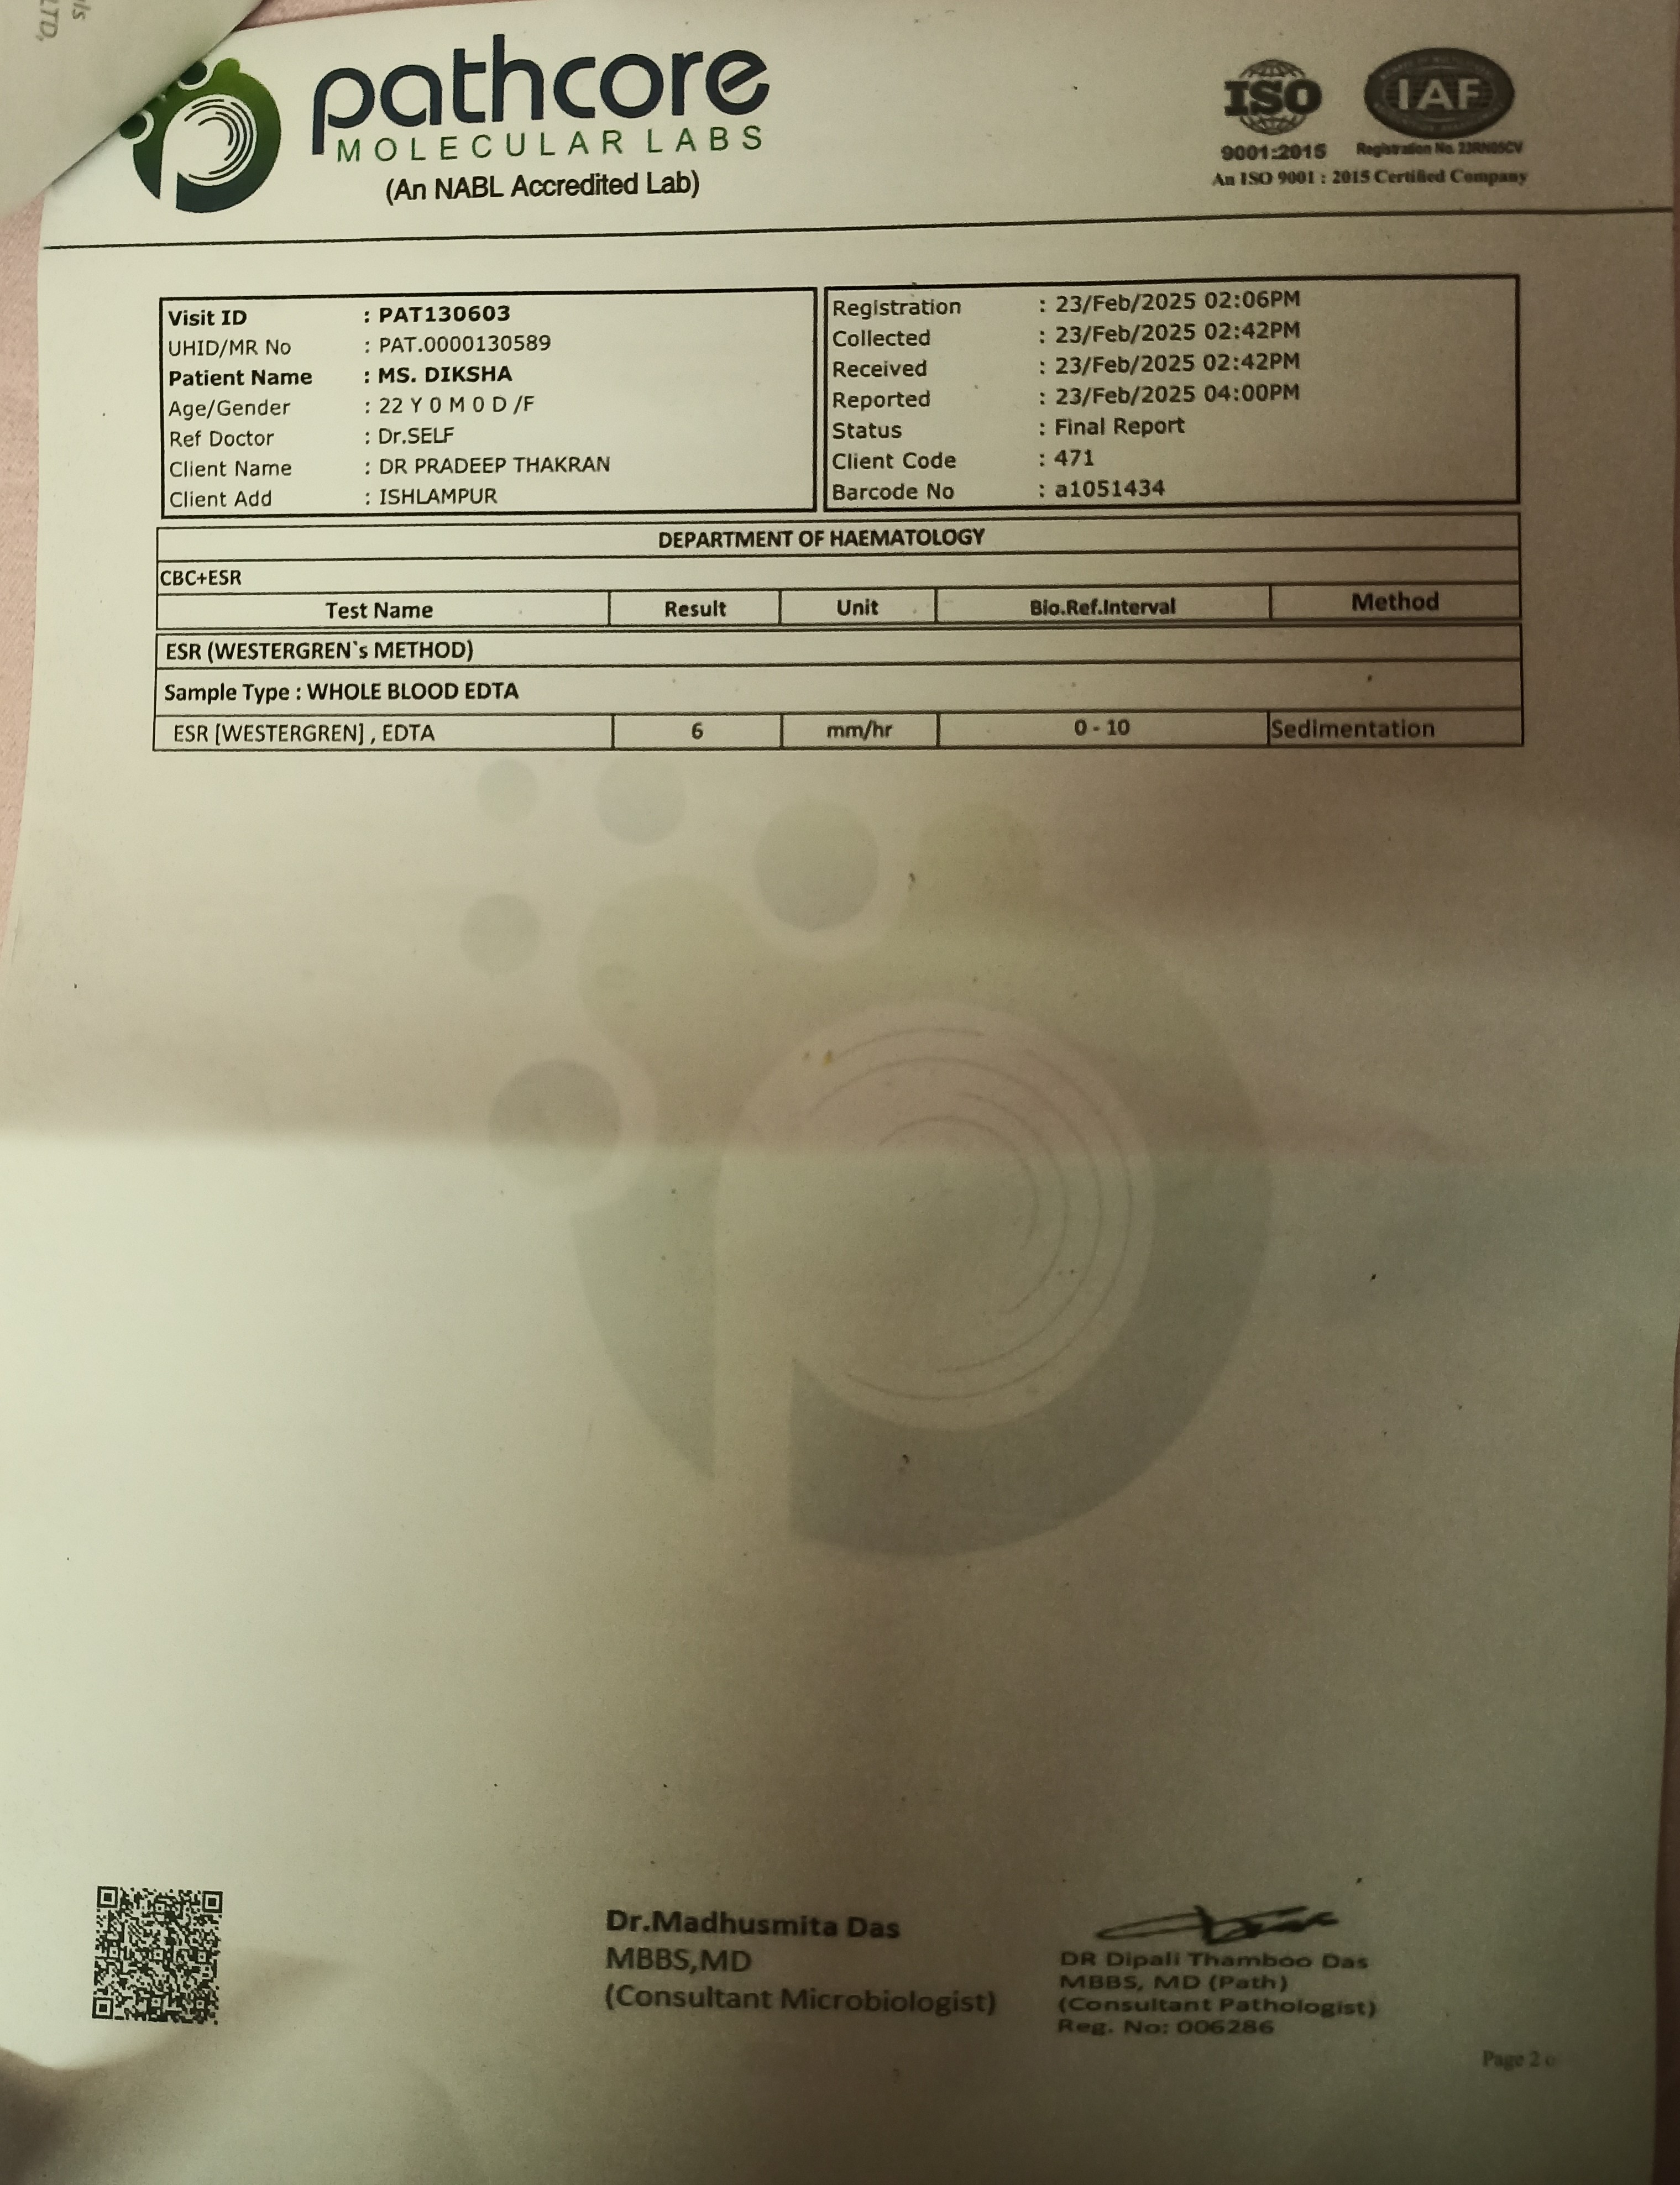 ls
LTD,
pathcore
MOLECULAR LABS
(An NABL Accredited Lab)
ISO
9001:2015
IAF
Registration No. 23RN05CV
An ISO 9001 : 2015 Certified Company
Visit ID : PAT130603
UHID/MR No : PAT.0000130589
Patient Name : MS. DIKSHA
Age/Gender : 22 Y 0 M 0 D /F
Ref Doctor : Dr.SELF
Client Name : DR PRADEEP THAKRAN
Client Add : ISHLAMPUR
Registration : 23/Feb/2025 02:06PM
Collected : 23/Feb/2025 02:42PM
Received : 23/Feb/2025 02:42PM
Reported : 23/Feb/2025 04:00PM
Status : Final Report
Client Code : 471
Barcode No : a1051434
DEPARTMENT OF HAEMATOLOGY
CBC+ESR
Test Name Result Unit Bio.Ref.Interval Method
ESR (WESTERGREN`s METHOD)
Sample Type : WHOLE BLOOD EDTA
ESR [WESTERGREN] , EDTA 6 mm/hr 0 - 10 Sedimentation
Dr.Madhusmita Das
MBBS,MD
(Consultant Microbiologist)
DR Dipali Thamboo Das
MBBS, MD (Path)
(Consultant Pathologist)
Reg. No: 006286
Page 2 o